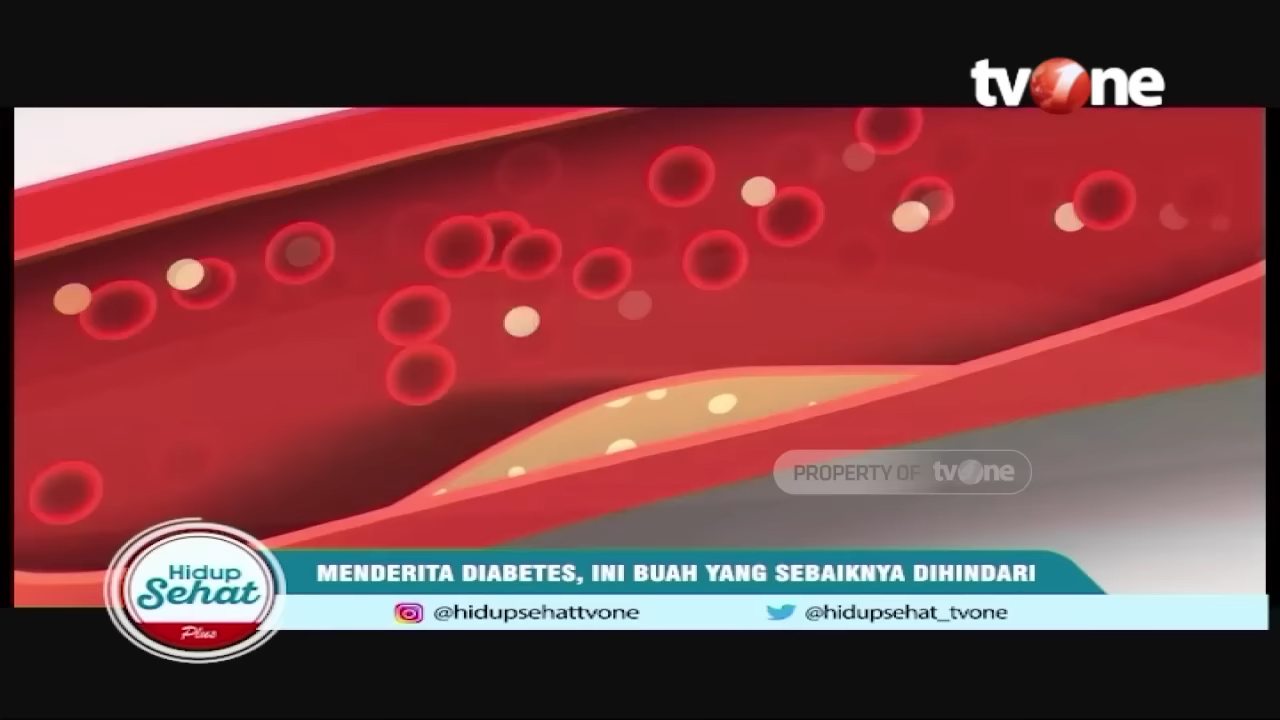 tvOne
PROPERTY OF tvOne
Hidup
Sehat
Plus
MENDERITA DIABETES, INI BUAH YANG SEBAIKNYA DIHINDARI
@hidupsehattvone
@hidupsehat_tvone